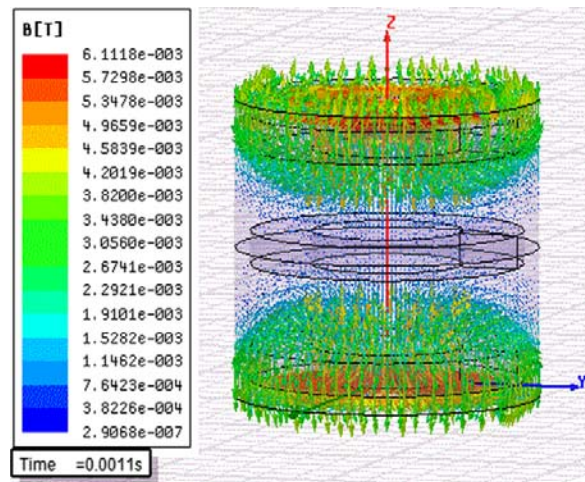 B[T]
6.1118e-003
5.7298e-003
5.3478e-003
4.9659e-003
4.5839e-003
4.2019e-003
3.8200e-003
3.4380e-003
3.0560e-003
2.6741e-003
2.2921e-003
1.9101e-003
1.5282e-003
1.1462e-003
7.6423e-004
3.8226e-004
2.9068e-007
Time =0.0011s
Z
Y